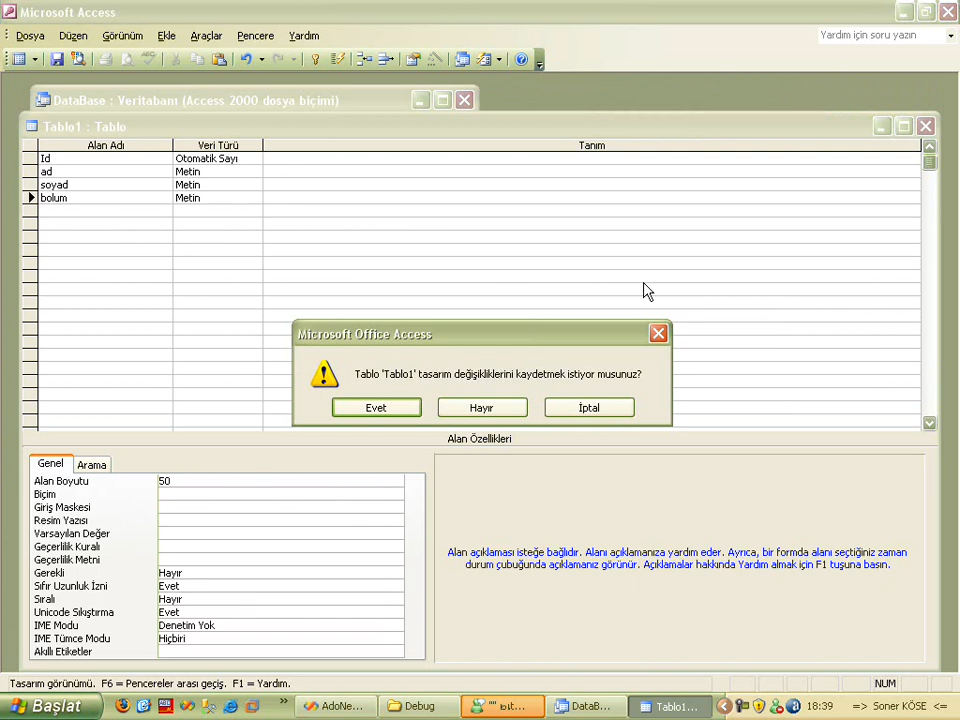 Microsoft Access
Dosya Düzen Görünüm Ekle Araçlar Pencere Yardım
Yardım için soru yazın
DataBase : Veritabanı (Access 2000 dosya biçimi)
Tablo1 : Tablo
Alan Adı Veri Türü Tanım
Id Otomatik Sayı
ad Metin
soyad Metin
bolum Metin
Microsoft Office Access
Tablo 'Tablo1' tasarım değişikliklerini kaydetmek istiyor musunuz?
Evet Hayır İptal
Alan Özellikleri
Genel Arama
Alan Boyutu 50
Biçim
Giriş Maskesi
Resim Yazısı
Varsayılan Değer
Geçerlilik Kuralı
Geçerlilik Metni
Gerekli Hayır
Sıfır Uzunluk İzni Evet
Sıralı Hayır
Unicode Sıkıştırma Evet
IME Modu Denetim Yok
IME Tümce Modu Hiçbiri
Akıllı Etiketler
Alan açıklaması isteğe bağlıdır. Alanı açıklamanıza yardım eder. Ayrıca, bir formda alanı seçtiğiniz zaman
durum çubuğunda açıklamanız görünür. Açıklamalar hakkında Yardım almak için F1 tuşuna basın.
Tasarım görünümü. F6 = Pencereler arası geçiş. F1 = Yardım. NUM
Başlat AdoNe... Debug "" bit... DataB... Tablo1... 18:39 => Soner KÖSE <=